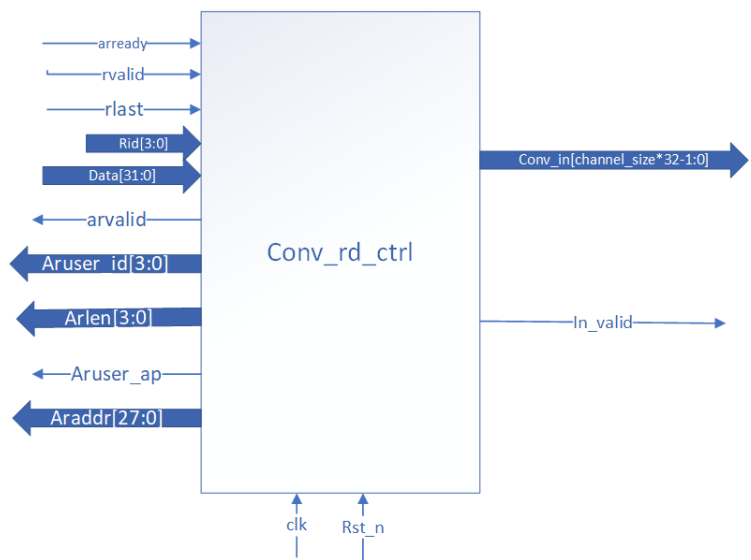 arready
rvalid
rlast
Rid[3:0]
Data[31:0]
arvalid
Aruser_id[3:0]
Arlen[3:0]
Aruser_ap
Araddr[27:0]
Conv_rd_ctrl
Conv_in[channel_size*32-1:0]
In_valid
clk
Rst_n